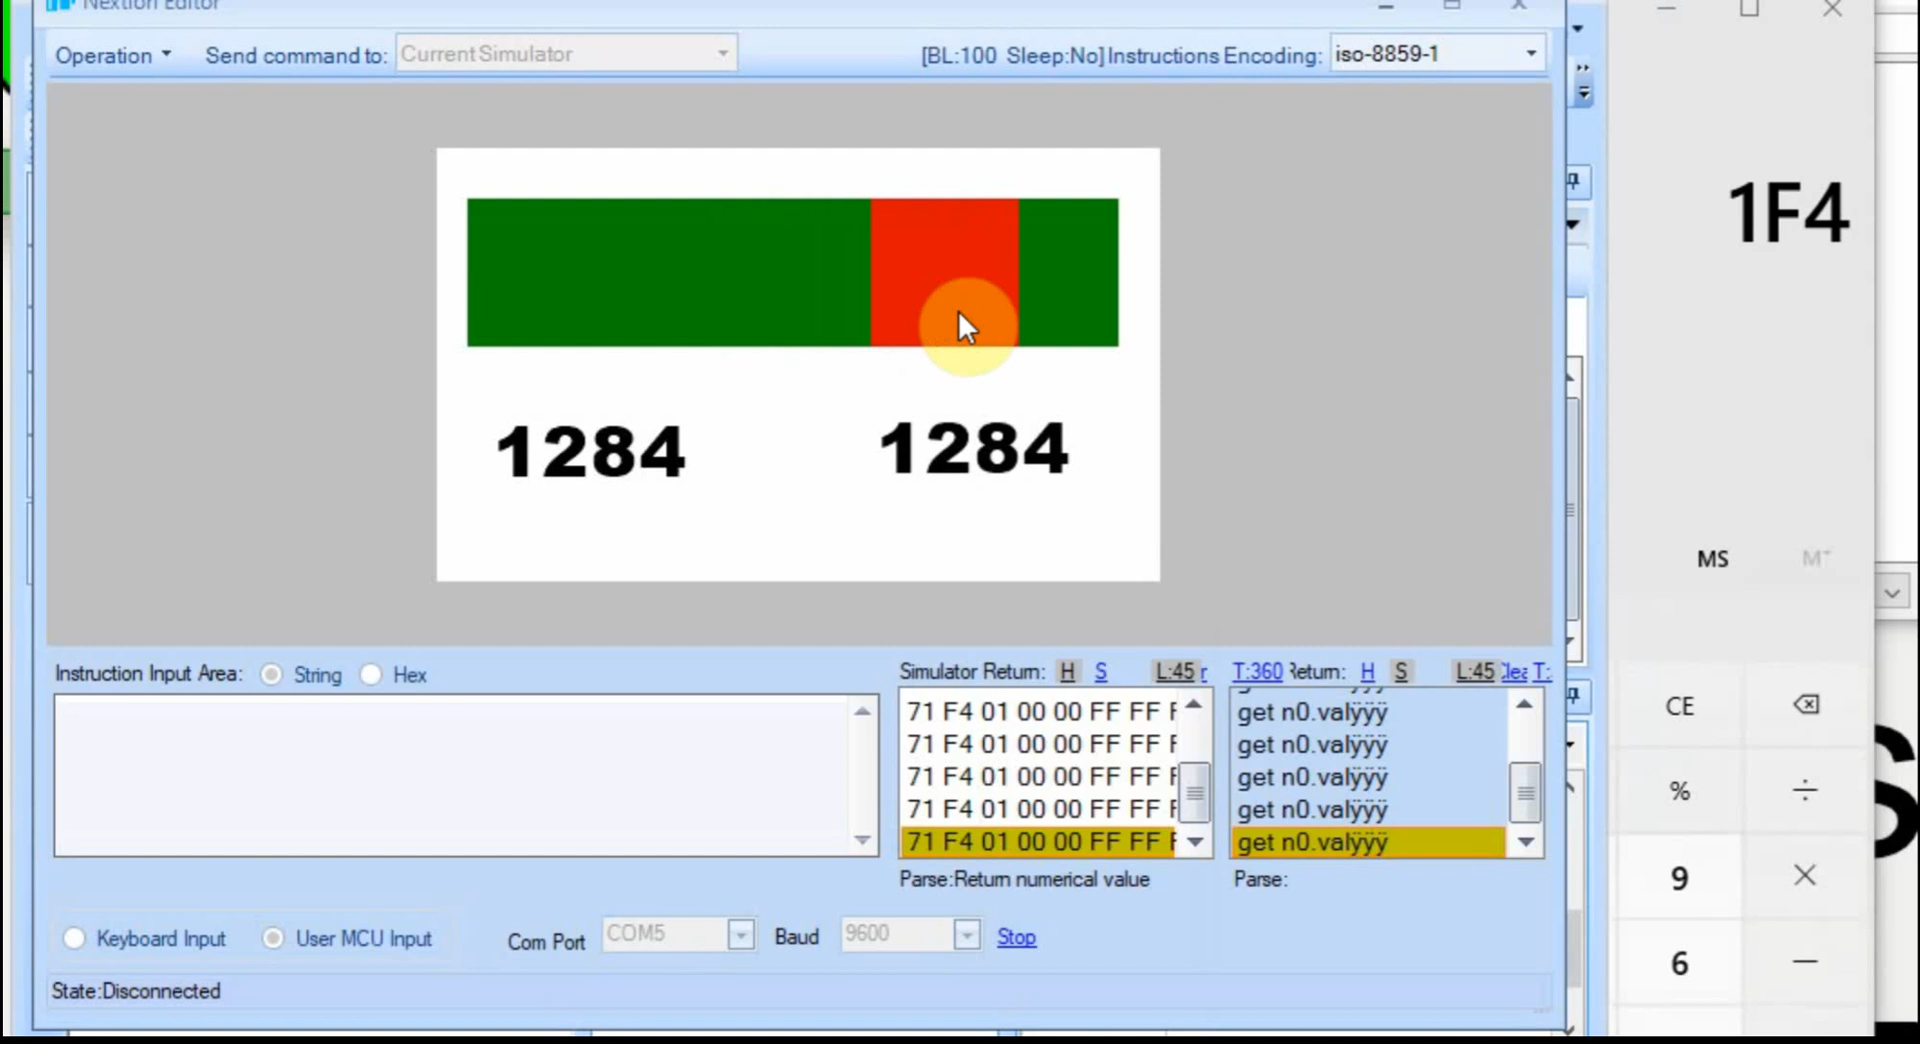 Nextion Editor
Operation Send command to: Current Simulator [BL:100 Sleep:No] Instructions Encoding: iso-8859-1
1F4
1284 1284
MS M
Instruction Input Area: String Hex Simulator Return: H S L:45 T:360 Return: H S L:45 Clea T:
71 F4 01 00 00 FF FF F get n0.valÿÿÿ
71 F4 01 00 00 FF FF F get n0.valÿÿÿ
71 F4 01 00 00 FF FF F get n0.valÿÿÿ
71 F4 01 00 00 FF FF F get n0.valÿÿÿ
71 F4 01 00 00 FF FF F get n0.valÿÿÿ
Parse:Return numerical value Parse:
Keyboard Input User MCU Input Com Port COM5 Baud 9600 Stop
State:Disconnected
CE
% ÷
9 ×
6 −
S